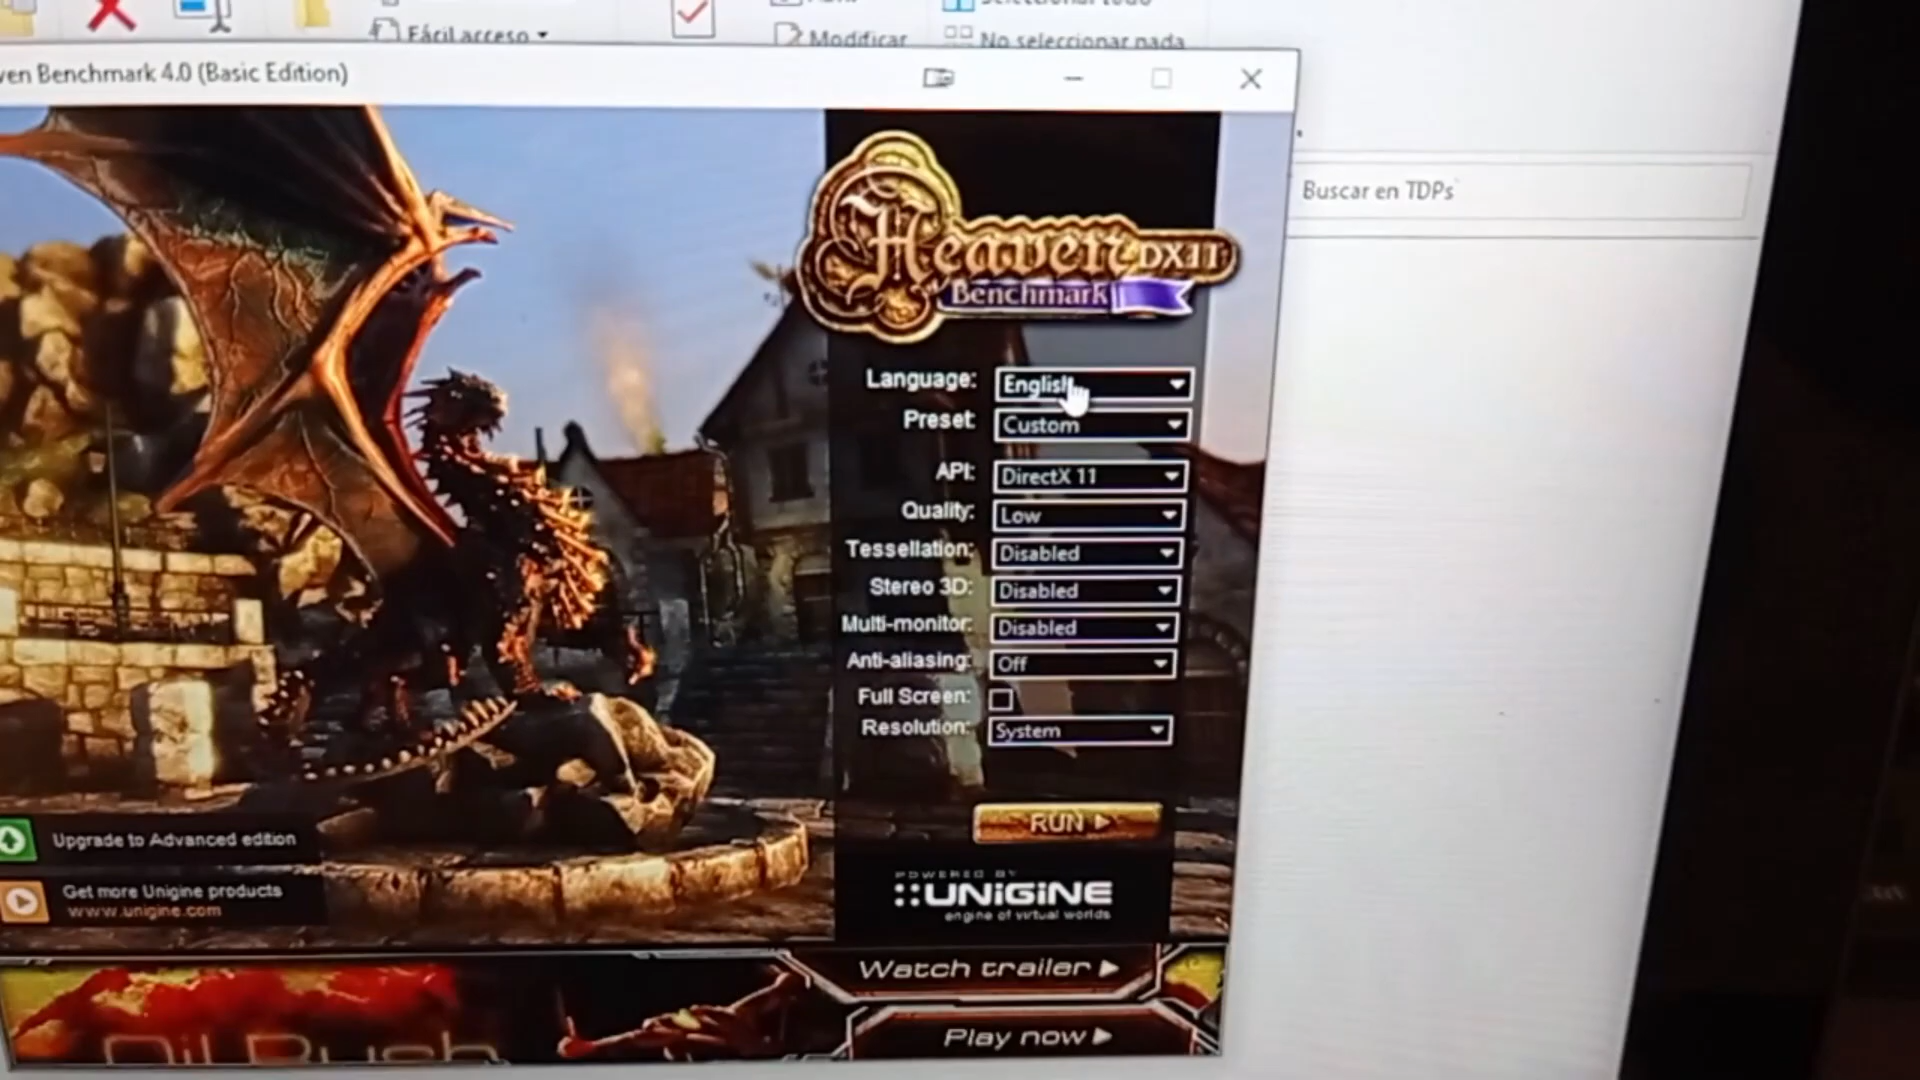 Fácil acceso
Modificar
No seleccionar nada
ven Benchmark 4.0 (Basic Edition)
Buscar en TDPs
Heaven DX11
Benchmark
Language: English
Preset: Custom
API: DirectX 11
Quality: Low
Tessellation: Disabled
Stereo 3D: Disabled
Multi-monitor: Disabled
Anti-aliasing: Off
Full Screen:
Resolution: System
RUN
Upgrade to Advanced edition
Get more Unigine products
www.unigine.com
POWERED BY
UNiGiNE
engine of virtual worlds
Watch trailer
Play now
Oil Rush